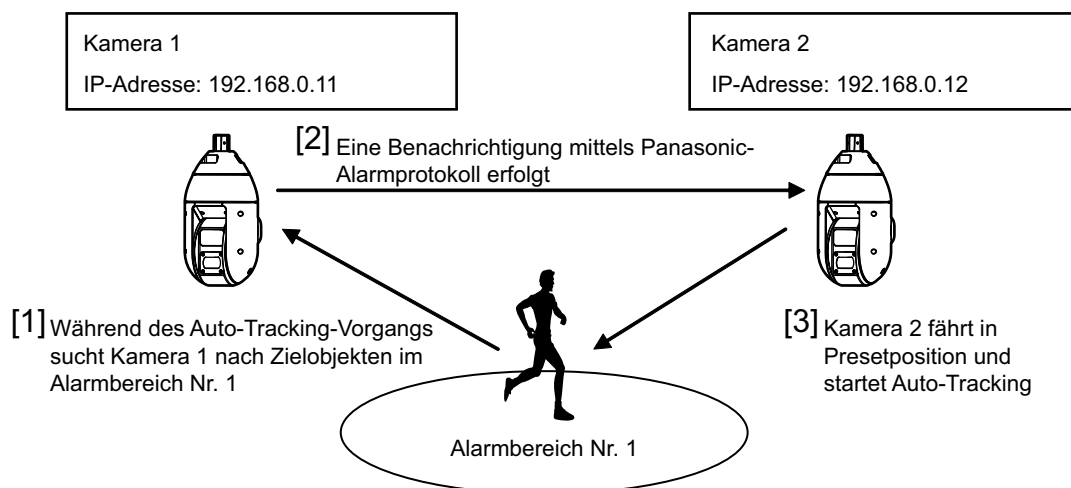 Kamera 1
IP-Adresse: 192.168.0.11
Kamera 2
IP-Adresse: 192.168.0.12
[2] Eine Benachrichtigung mittels Panasonic-
Alarmprotokoll erfolgt
[1] Während des Auto-Tracking-Vorgangs
sucht Kamera 1 nach Zielobjekten im
Alarmbereich Nr. 1
[3] Kamera 2 fährt in
Presetposition und
startet Auto-Tracking
Alarmbereich Nr. 1